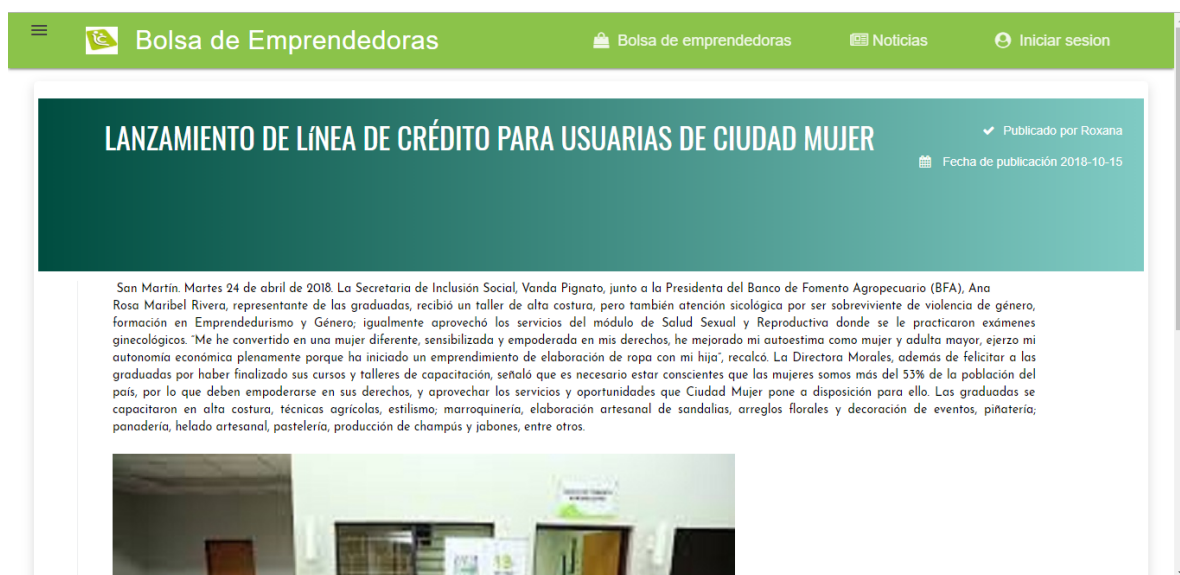 Bolsa de Emprendedoras
Bolsa de emprendedoras
Noticias
Iniciar sesion
LANZAMIENTO DE LíNEA DE CRÉDITO PARA USUARIAS DE CIUDAD MUJER
Publicado por Roxana
Fecha de publicación 2018-10-15
San Martín. Martes 24 de abril de 2018. La Secretaria de Inclusión Social, Vanda Pignato, junto a la Presidenta del Banco de Fomento Agropecuario (BFA), Ana
Rosa Maribel Rivera, representante de las graduadas, recibió un taller de alta costura, pero también atención sicológica por ser sobreviviente de violencia de género,
formación en Emprendedurismo y Género; igualmente aprovechó los servicios del módulo de Salud Sexual y Reproductiva donde se le practicaron exámenes
ginecológicos. "Me he convertido en una mujer diferente, sensibilizada y empoderada en mis derechos, he mejorado mi autoestima como mujer y adulta mayor, ejerzo mi
autonomía económica plenamente porque ha iniciado un emprendimiento de elaboración de ropa con mi hija", recalcó. La Directora Morales, además de felicitar a las
graduadas por haber finalizado sus cursos y talleres de capacitación, señaló que es necesario estar conscientes que las mujeres somos más del 53% de la población del
país, por lo que deben empoderarse en sus derechos, y aprovechar los servicios y oportunidades que Ciudad Mujer pone a disposición para ello. Las graduadas se
capacitaron en alta costura, técnicas agrícolas, estilismo; marroquinería, elaboración artesanal de sandalias, arreglos florales y decoración de eventos, piñatería;
panadería, helado artesanal, pastelería, producción de champús y jabones, entre otros.